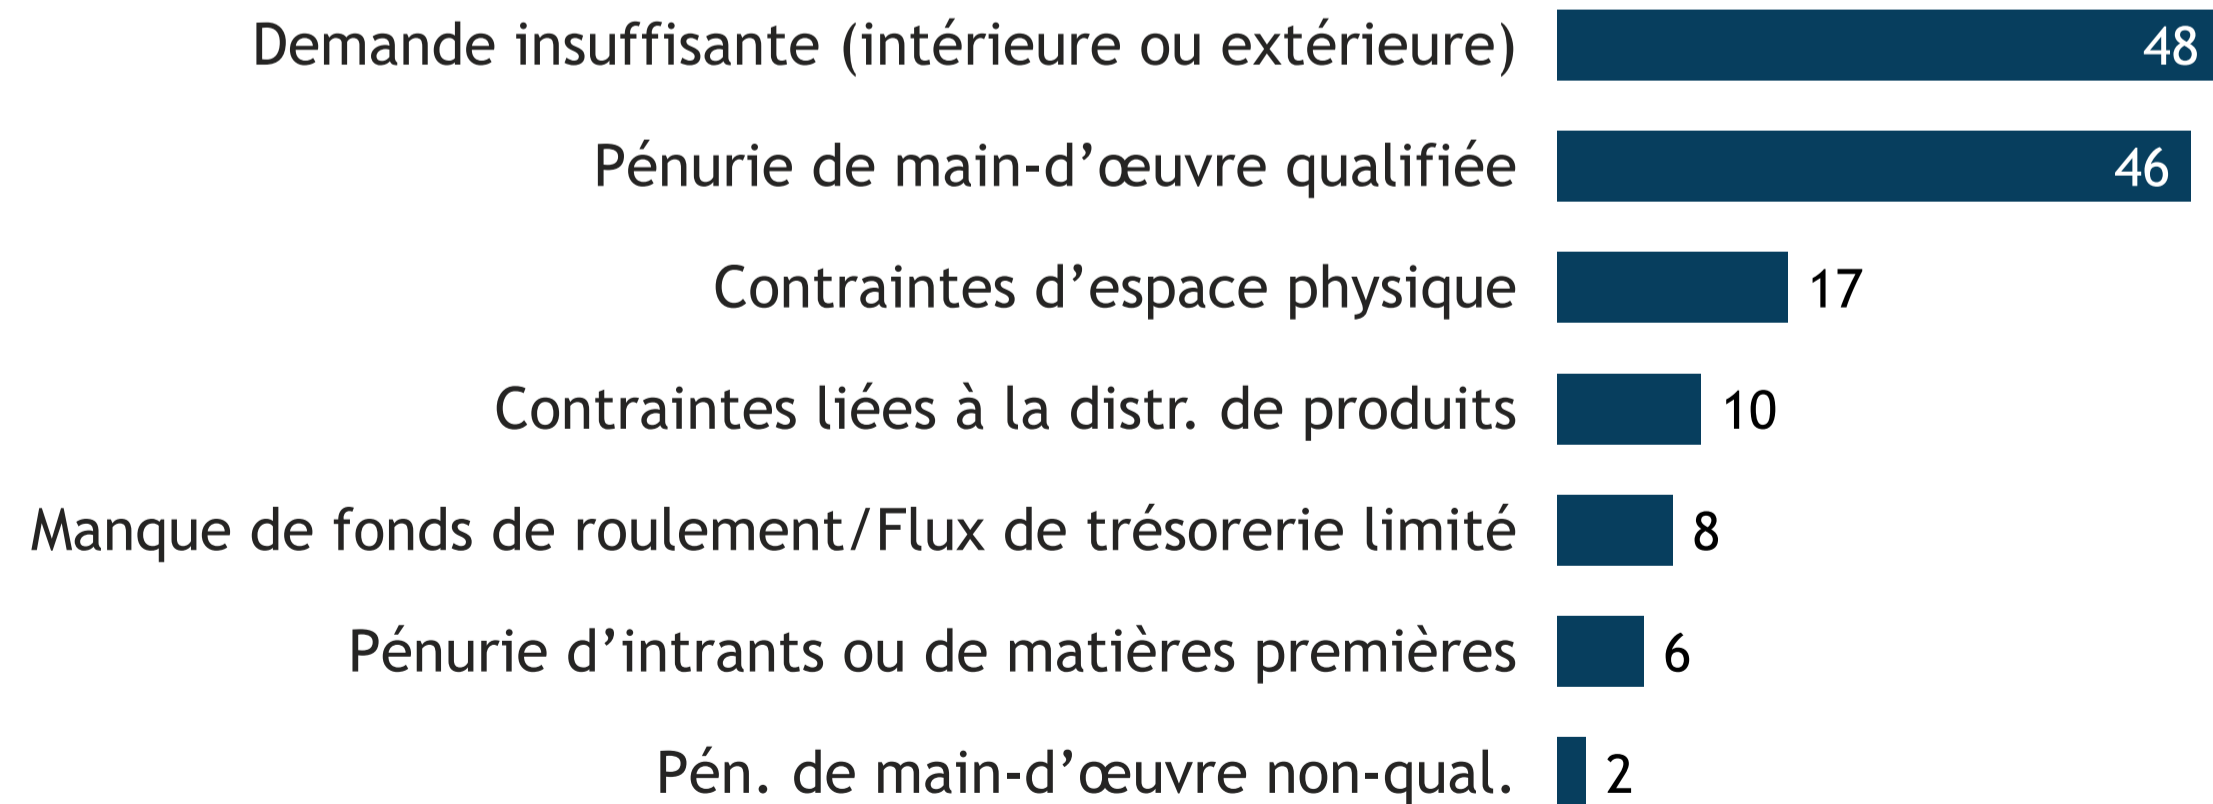 Demande insuffisante (intérieure ou extérieure) 48
Pénurie de main-d’œuvre qualifiée 46
Contraintes d’espace physique 17
Contraintes liées à la distr. de produits 10
Manque de fonds de roulement/Flux de trésorerie limité 8
Pénurie d’intrants ou de matières premières 6
Pén. de main-d’œuvre non-qual. 2